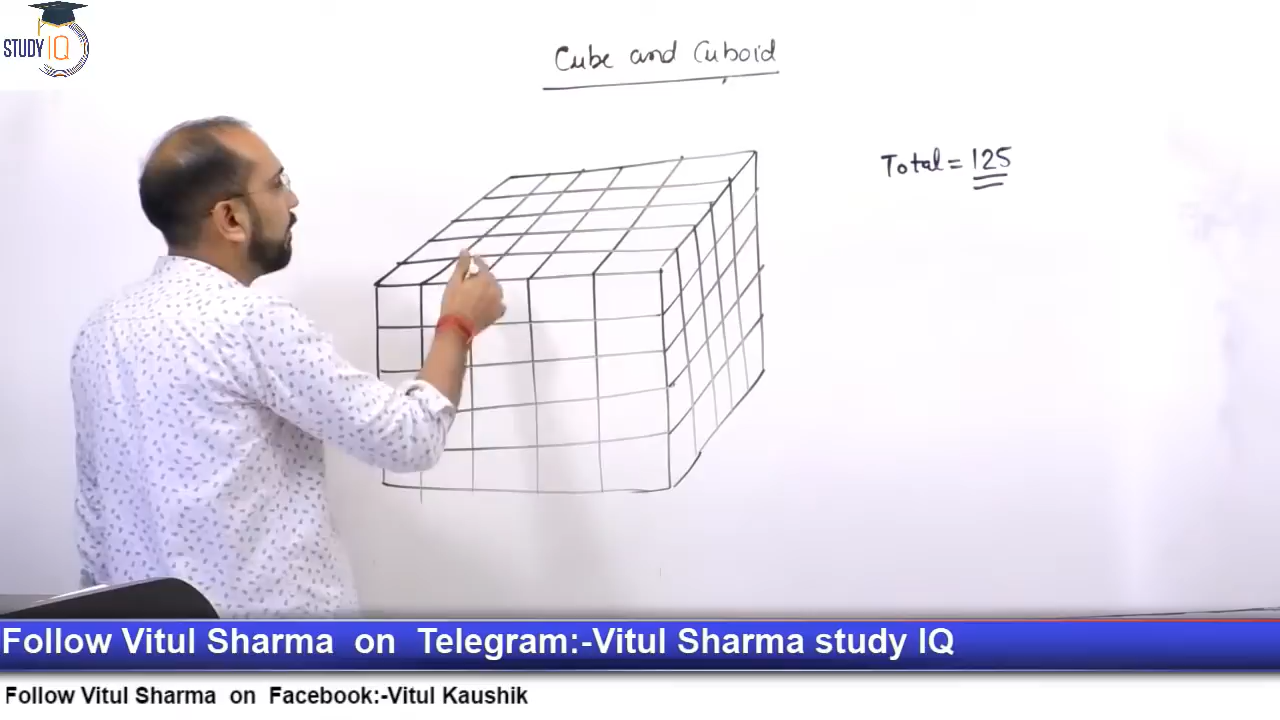 STUDY IQ
Cube and Cuboid
Total = 125
Follow Vitul Sharma on Telegram:-Vitul Sharma study IQ
Follow Vitul Sharma on Facebook:-Vitul Kaushik